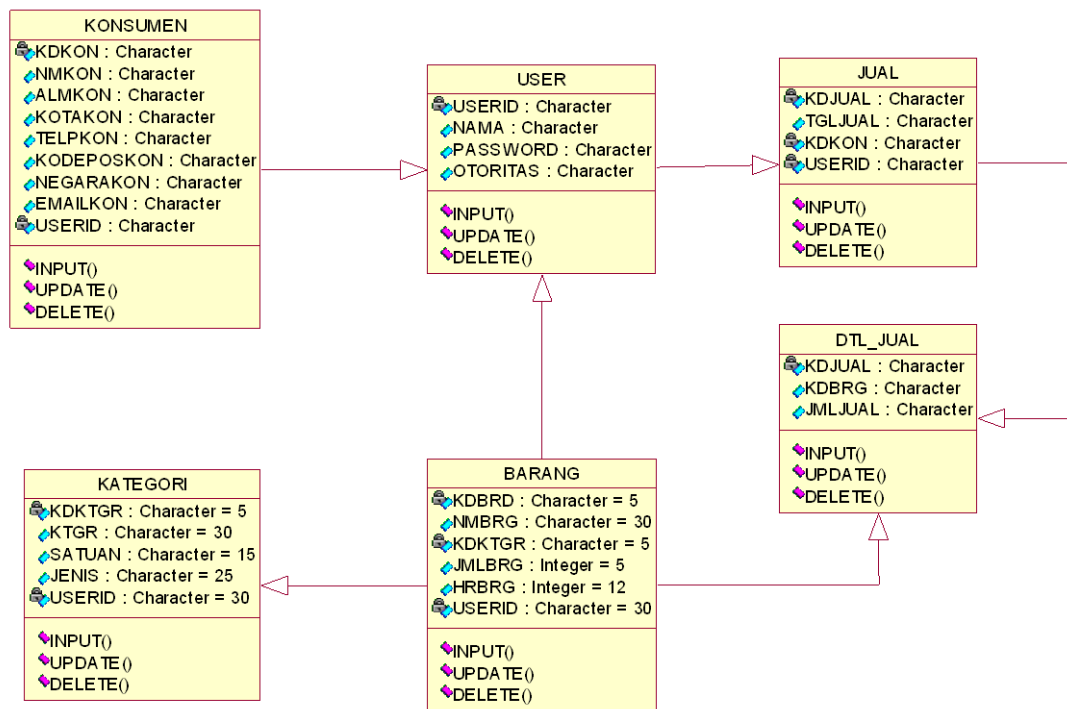 KONSUMEN
KDKON : Character
NMKON : Character
ALMKON : Character
KOTAKON : Character
TELPKON : Character
KODEPOSKON : Character
NEGARAKON : Character
EMAILKON : Character
USERID : Character
INPUT()
UPDATE()
DELETE()
USER
USERID : Character
NAMA : Character
PASSWORD : Character
OTORITAS : Character
INPUT()
UPDATE()
DELETE()
JUAL
KDJUAL : Character
TGLJUAL : Character
KDKON : Character
USERID : Character
INPUT()
UPDATE()
DELETE()
DTL_JUAL
KDJUAL : Character
KDBRG : Character
JMLJUAL : Character
INPUT()
UPDATE()
DELETE()
KATEGORI
KDKTGR : Character = 5
KTGR : Character = 30
SATUAN : Character = 15
JENIS : Character = 25
USERID : Character = 30
INPUT()
UPDATE()
DELETE()
BARANG
KDBRD : Character = 5
NMBRG : Character = 30
KDKTGR : Character = 5
JMLBRG : Integer = 5
HRBRG : Integer = 12
USERID : Character = 30
INPUT()
UPDATE()
DELETE()